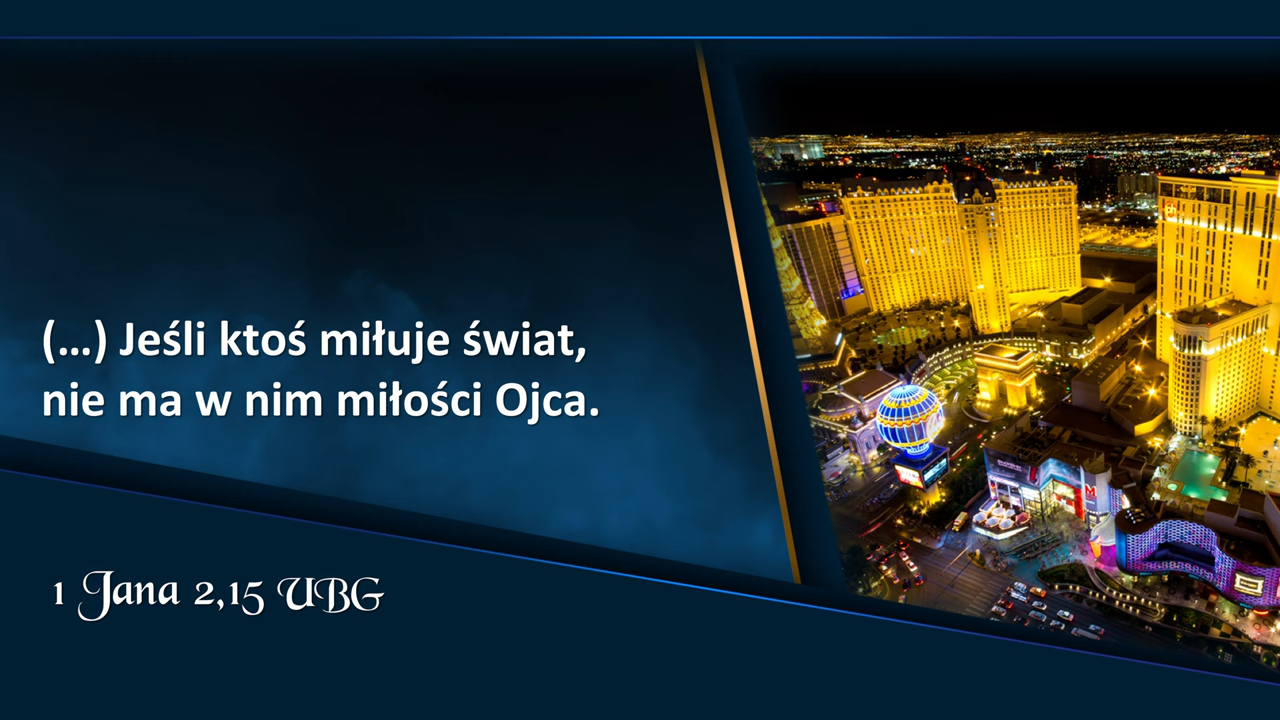 (...) Jeśli ktoś miłuje świat,
nie ma w nim miłości Ojca.
1 Jana 2,15 UBG